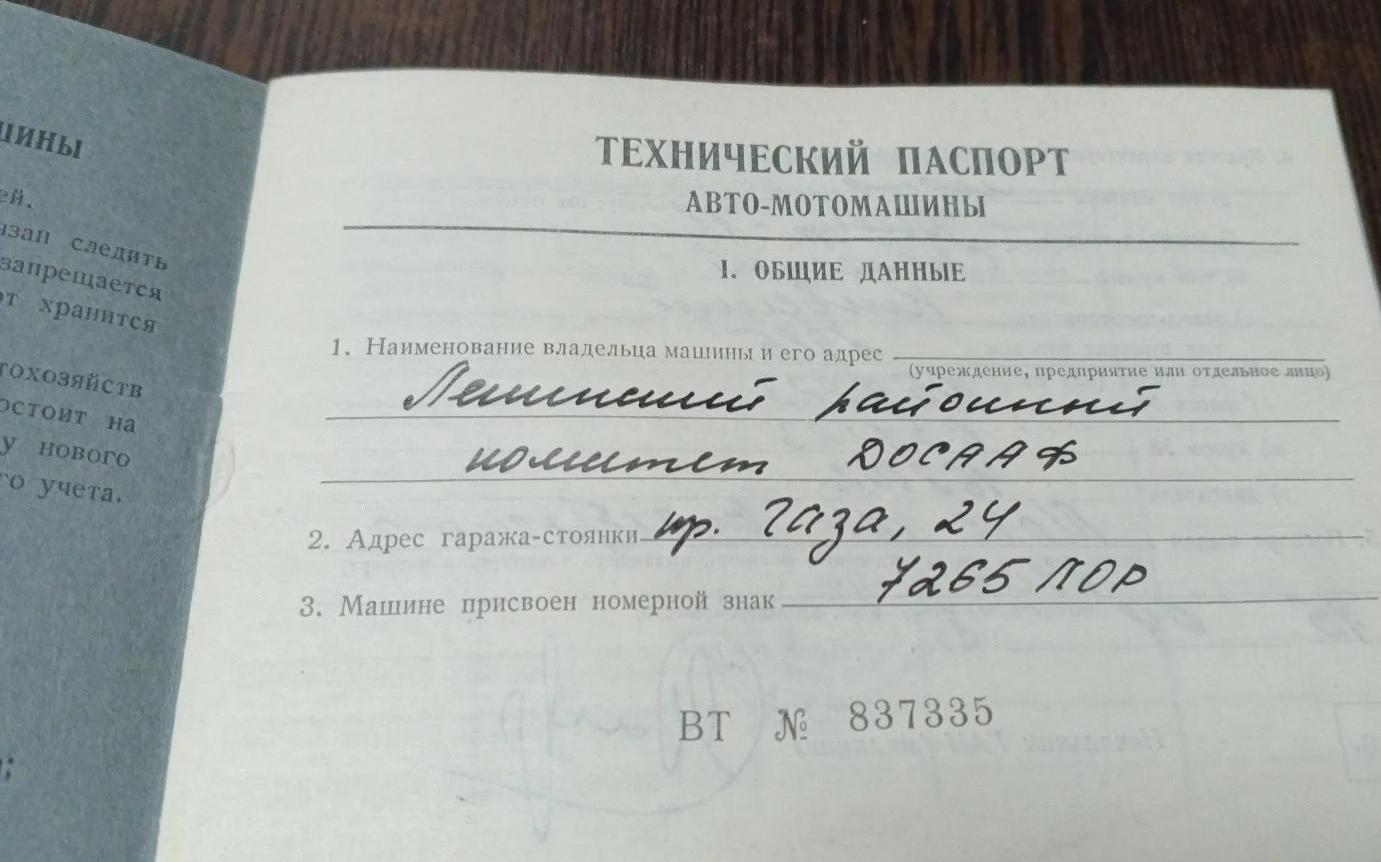 шины
ей.
язан следить
запрещается
рт хранится
тохозяйств
остоит на
у нового
го учета.
ТЕХНИЧЕСКИЙ ПАСПОРТ
АВТО-МОТОМАШИНЫ
I. ОБЩИЕ ДАННЫЕ
1. Наименование владельца машины и его адрес
(учреждение, предприятие или отдельное лицо)
Ленинский районный
комитет ДОСААФ
2. Адрес гаража-стоянки пр. Газа, 24
3. Машине присвоен номерной знак 7265 ЛОР
ВТ № 837335